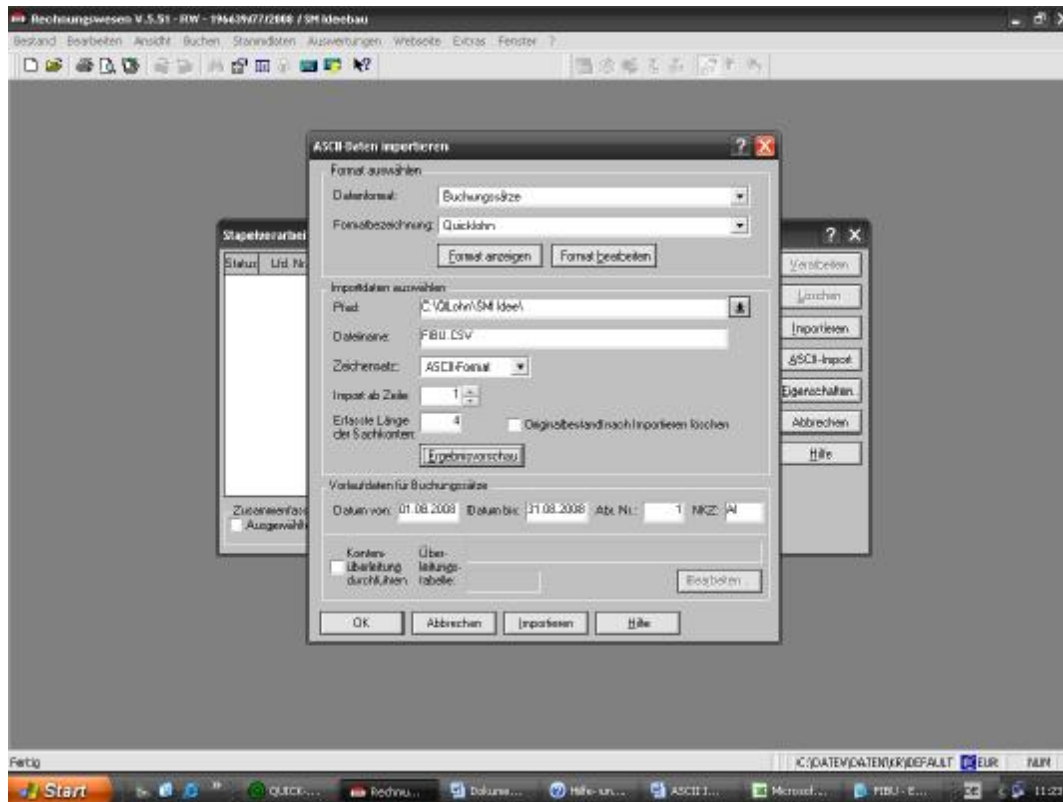 Rechnungswesen V.5.51 - RW - 196639/77/2008 / SM Ideebau
Bestand Bearbeiten Ansicht Buchen Stammdaten Auswertungen Webseite Extras Fenster ?
ASCII-Daten importieren
Format auswählen
Datenformat: Buchungssätze
Formatbezeichnung: Quicklohn
Format anzeigen Format bearbeiten
Stapelverarbei
Status Lfd. Nr.
Verarbeiten
Löschen
Importieren
ASCII-Import
Eigenschaften
Abbrechen
Hilfe
Importdaten auswählen
Pfad: C:\QLohn\SMI Idee\
Dateiname: FIBU.CSV
Zeichensatz: ASCII-Format
Import ab Zeile: 1
Erfasste Länge der Sachkonten: 4
Originalbestand nach Importieren löschen
Ergebnisvorschau
Vorlaufdaten für Buchungssätze
Datum von: 01.08.2008 Datum bis: 31.08.2008 Abr. Nr.: 1 NKZ: AI
Zusammenfass
Ausgewählt
Konten-
überleitung
durchführen
Über-
leitungs-
tabelle:
Bearbeiten...
OK Abbrechen Importieren Hilfe
Fertig
C:\DATEV\DATEN\KR\DEFAULT EUR NUM
Start
QUICK-... Rechnu... Dokume... Hilfe- un... ASCII I... Microsof... FIBU - E... DE